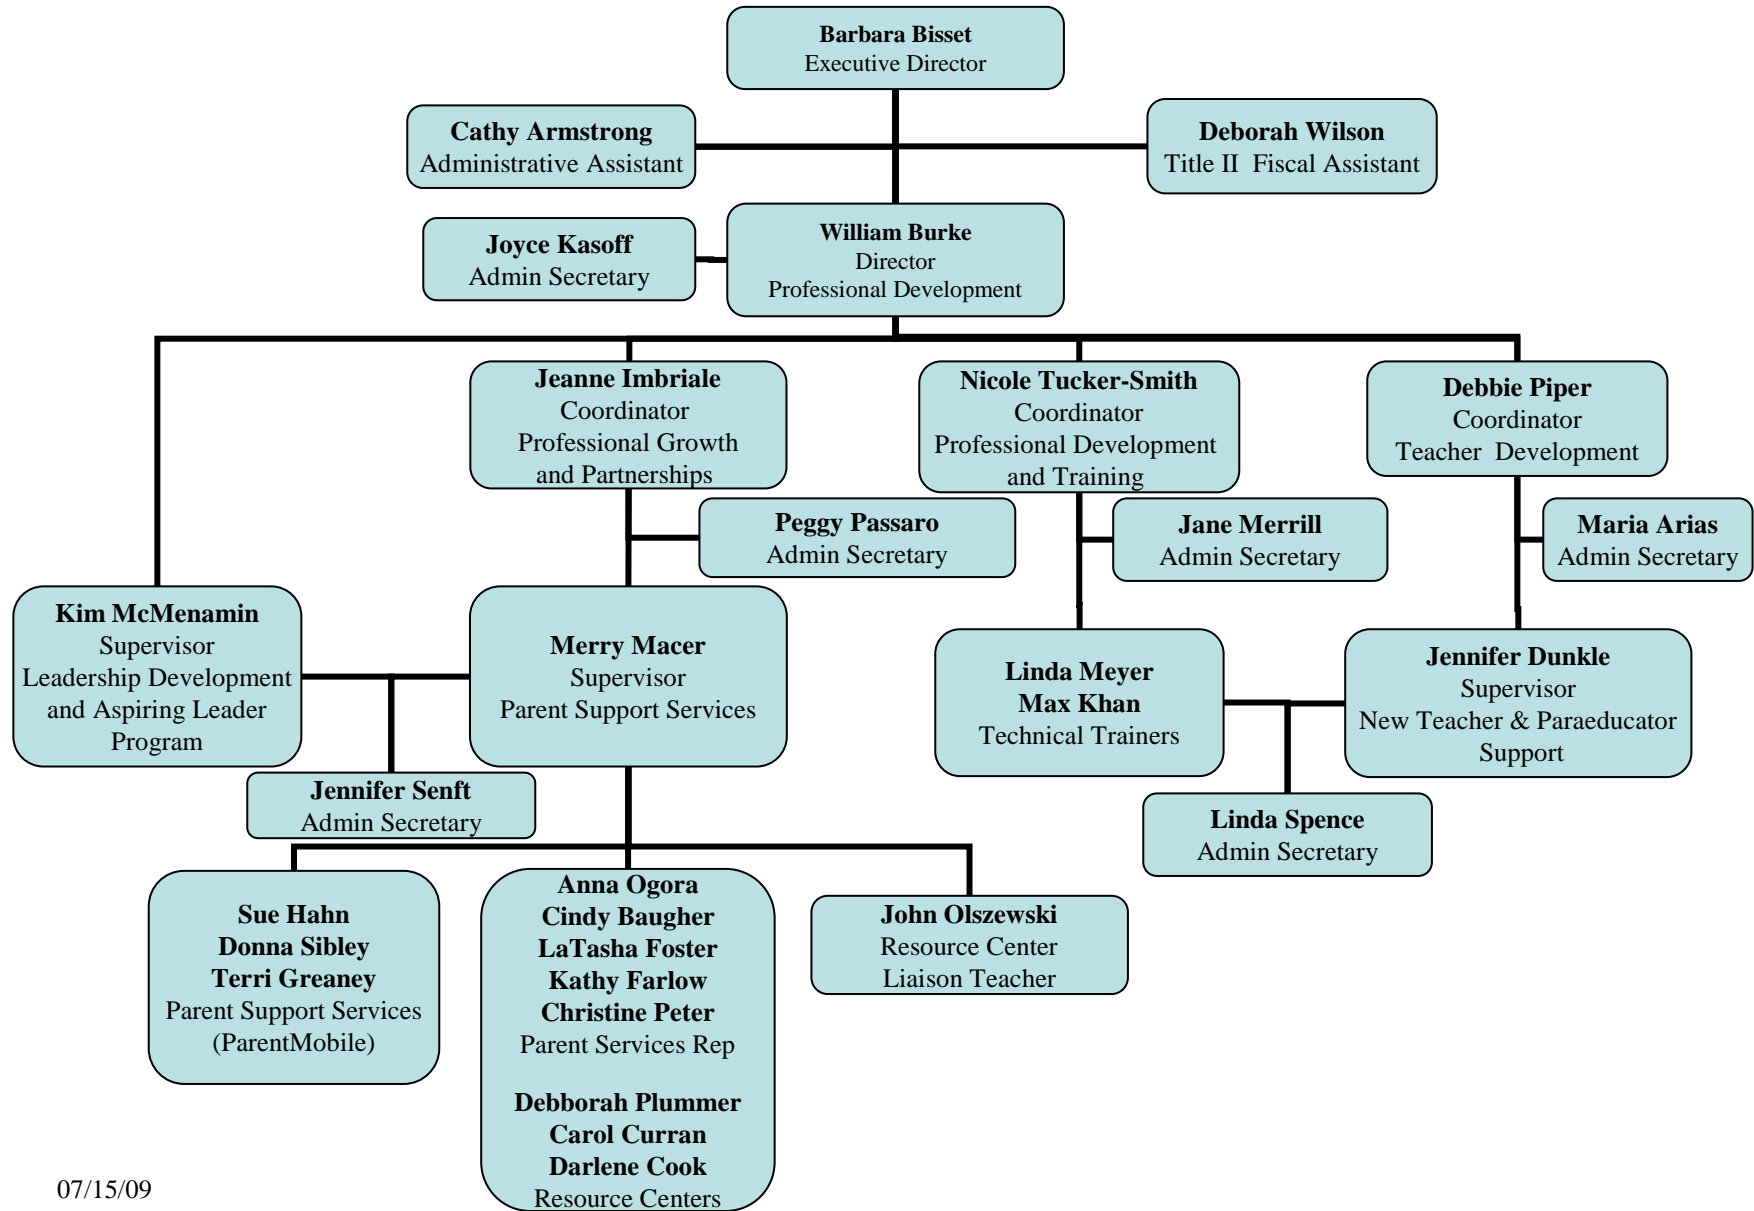 Barbara Bisset
Executive Director
Cathy Armstrong
Administrative Assistant
Deborah Wilson
Title II  Fiscal Assistant
Joyce Kasoff
Admin Secretary
William Burke
Director
Professional Development
Jeanne Imbriale
Coordinator
Professional Growth
and Partnerships
Nicole Tucker-Smith
Coordinator
Professional Development
and Training
Debbie Piper
Coordinator
Teacher  Development
Peggy Passaro
Admin Secretary
Jane Merrill
Admin Secretary
Maria Arias
Admin Secretary
Kim McMenamin
Supervisor
Leadership Development
and Aspiring Leader
Program
Merry Macer
Supervisor
Parent Support Services
Linda Meyer
Max Khan
Technical Trainers
Jennifer Dunkle
Supervisor
New Teacher & Paraeducator
Support
Jennifer Senft
Admin Secretary
Linda Spence
Admin Secretary
Sue Hahn
Donna Sibley
Terri Greaney
Parent Support Services
(ParentMobile)
Anna Ogora
Cindy Baugher
LaTasha Foster
Kathy Farlow
Christine Peter
Parent Services Rep
Debborah Plummer
Carol Curran
Darlene Cook
Resource Centers
John Olszewski
Resource Center
Liaison Teacher
07/15/09